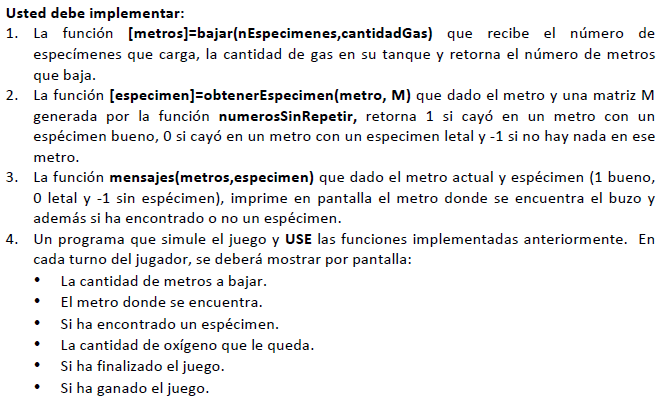 Usted debe implementar:
1. La función [metros]=bajar(nEspecimenes,cantidadGas) que recibe el número de
especímenes que carga, la cantidad de gas en su tanque y retorna el número de metros
que baja.
2. La función [especimen]=obtenerEspecimen(metro, M) que dado el metro y una matriz M
generada por la función numerosSinRepetir, retorna 1 si cayó en un metro con un
espécimen bueno, 0 si cayó en un metro con un especimen letal y -1 si no hay nada en ese
metro.
3. La función mensajes(metros,especimen) que dado el metro actual y espécimen (1 bueno,
0 letal y -1 sin espécimen), imprime en pantalla el metro donde se encuentra el buzo y
además si ha encontrado o no un espécimen.
4. Un programa que simule el juego y USE las funciones implementadas anteriormente. En
cada turno del jugador, se deberá mostrar por pantalla:
• La cantidad de metros a bajar.
• El metro donde se encuentra.
• Si ha encontrado un espécimen.
• La cantidad de oxígeno que le queda.
• Si ha finalizado el juego.
• Si ha ganado el juego.